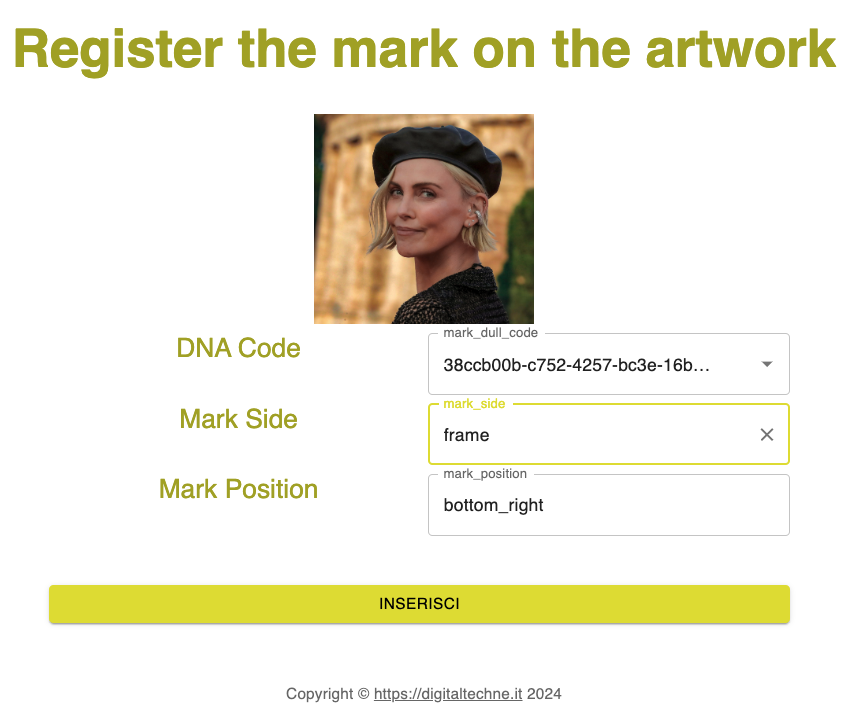 Register the mark on the artwork
mark_dull_code
DNA Code
38ccb00b-c752-4257-bc3e-16b…
mark_side
Mark Side
frame
mark_position
Mark Position
bottom_right
INSERISCI
Copyright © https://digitaltechne.it 2024